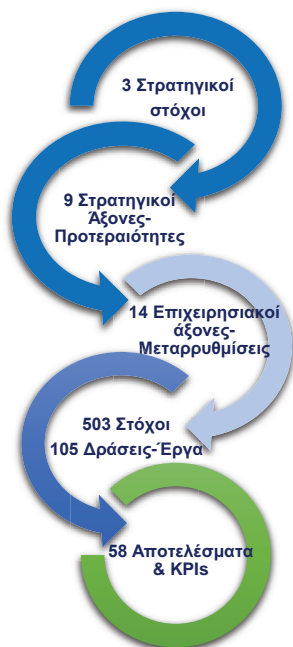 3 Στρατηγικοί
στόχοι
9 Στρατηγικοί
Άξονες-
Προτεραιότητες
14 Επιχειρησιακοί
άξονες-
Μεταρρυθμίσεις
503 Στόχοι
105 Δράσεις-Έργα
58 Αποτελέσματα
& KPIs